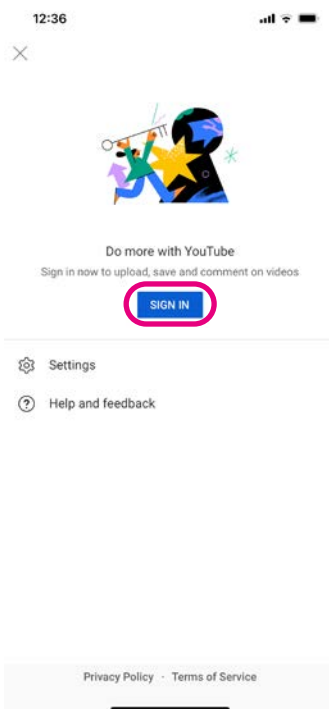 12:36
Do more with YouTube
Sign in now to upload, save and comment on videos
SIGN IN
Settings
Help and feedback
Privacy Policy · Terms of Service